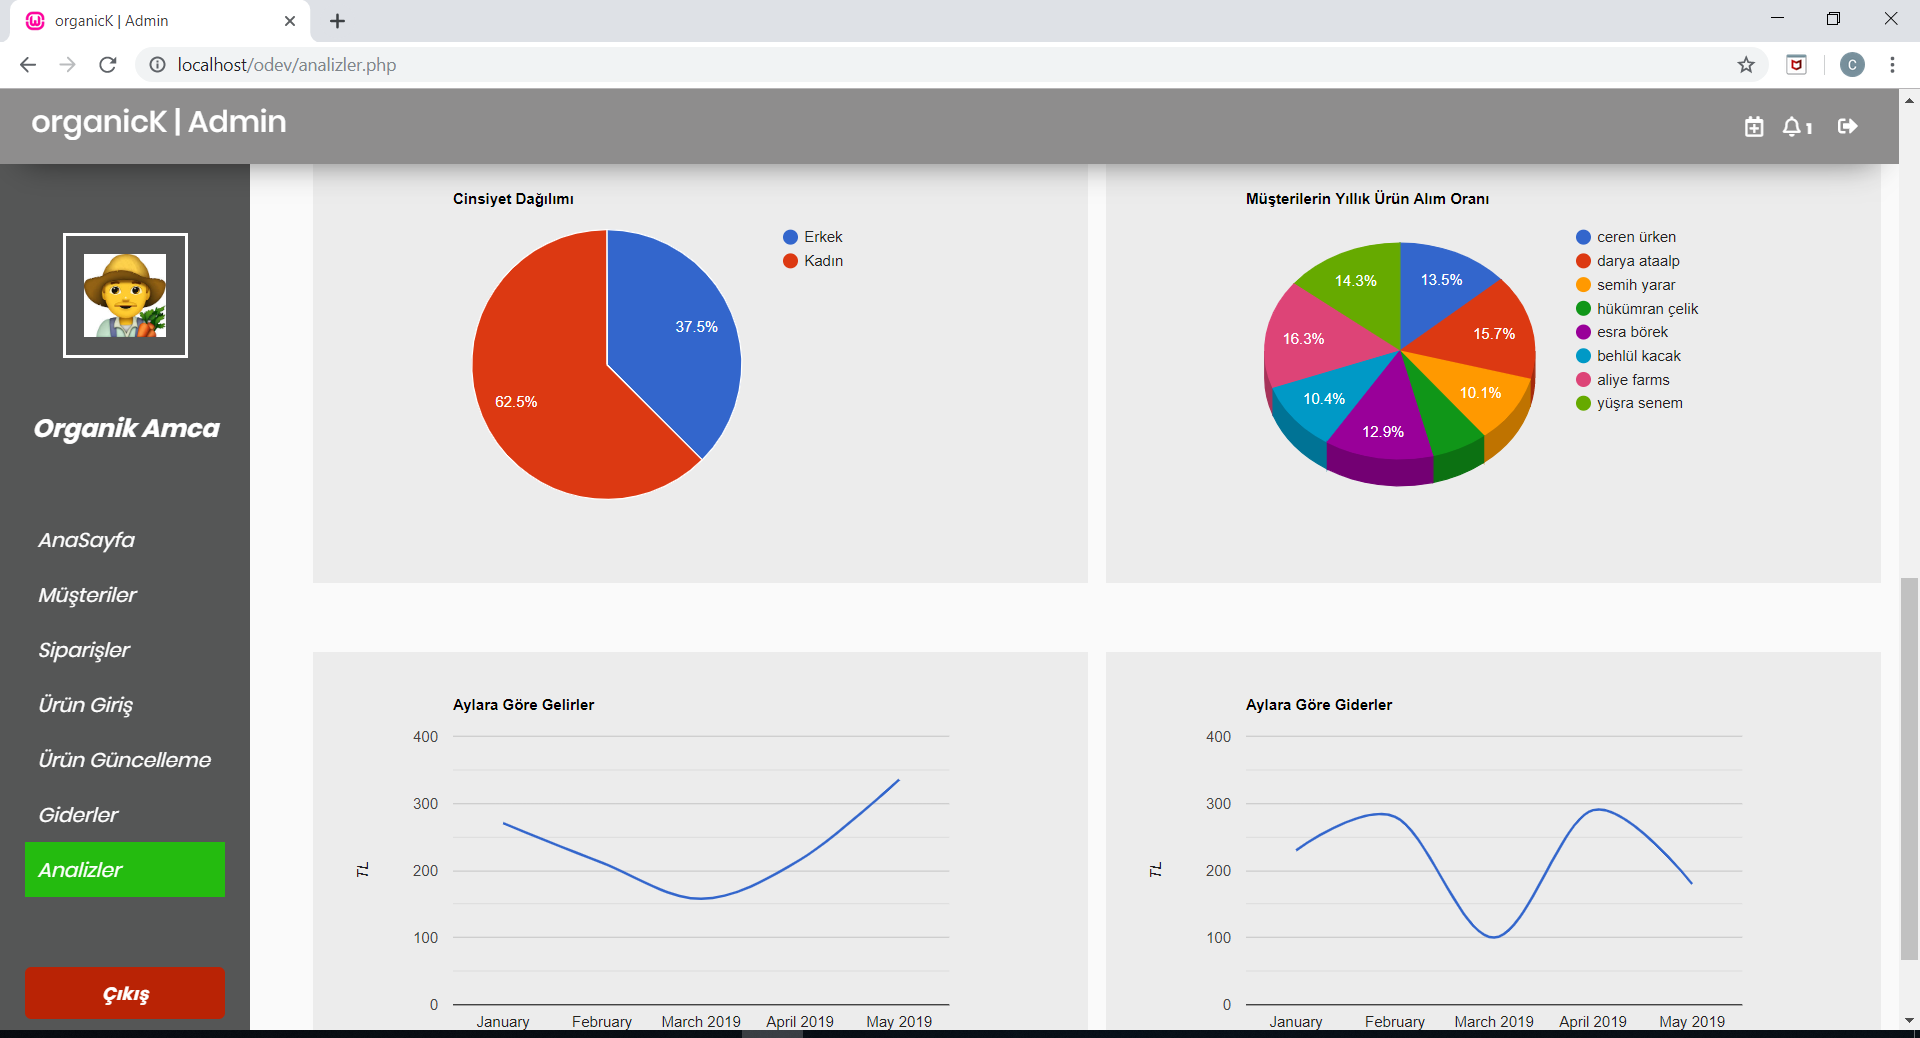 organicK | Admin
localhost/odev/analizler.php
C
organicK | Admin
1
Organik Amca
AnaSayfa
Müşteriler
Siparişler
Ürün Giriş
Ürün Güncelleme
Giderler
Analizler
Çıkış
Cinsiyet Dağılımı
Erkek
Kadın
37.5%
62.5%
Müşterilerin Yıllık Ürün Alım Oranı
ceren ürken
darya ataalp
semih yarar
hükümran çelik
esra börek
behlül kacak
aliye farms
yüşra senem
14.3%
13.5%
16.3%
15.7%
10.4%
10.1%
12.9%
Aylara Göre Gelirler
400
300
200
100
0
TL
January
February
March 2019
April 2019
May 2019
Aylara Göre Giderler
400
300
200
100
0
TL
January
February
March 2019
April 2019
May 2019